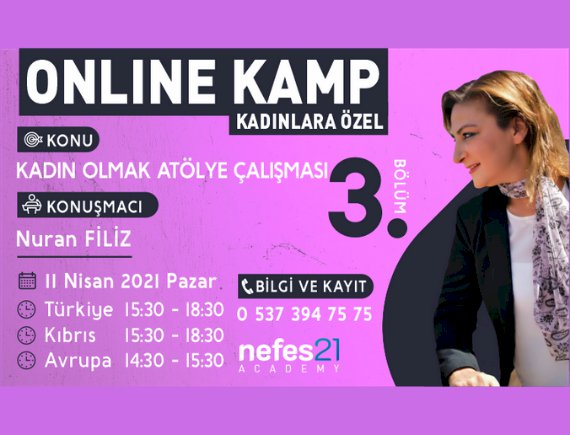 ONLINE KAMP
KADINLARA ÖZEL
KONU
KADIN OLMAK ATÖLYE ÇALIŞMASI
3.
BÖLÜM
KONUŞMACI
Nuran FİLİZ
11 Nisan 2021 Pazar
Türkiye 15:30 - 18:30
Kıbrıs 15:30 - 18:30
Avrupa 14:30 - 15:30
BİLGİ VE KAYIT
0 537 394 75 75
nefes21
ACADEMY